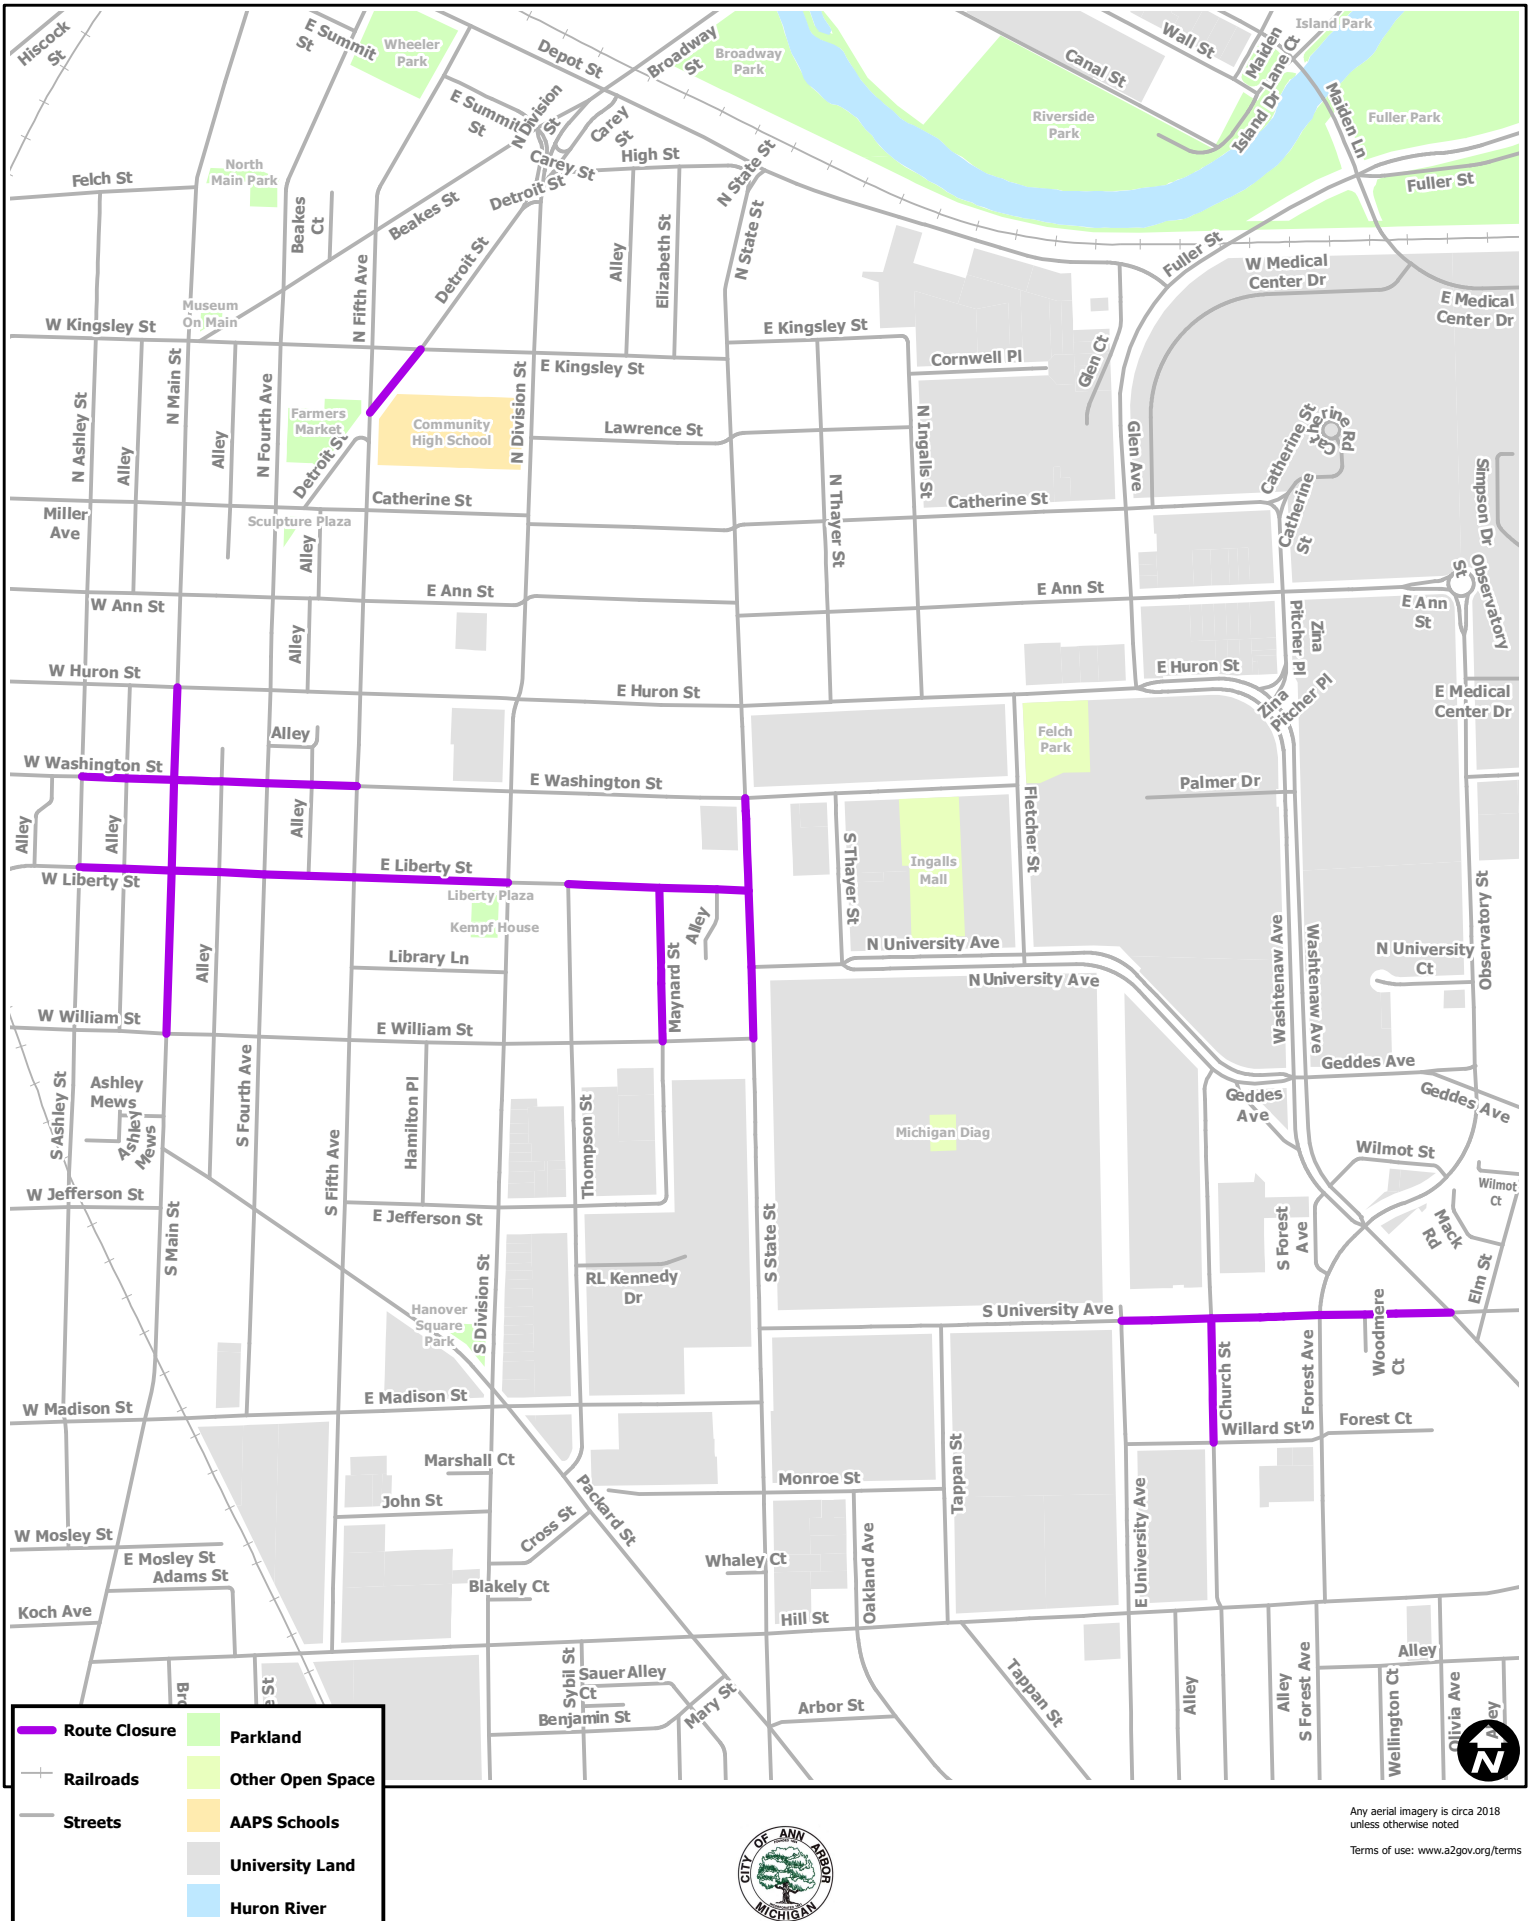 Hiscock
St
E Summit
St
Wheeler
Park
Depot St
Broadway
St
Broadway
Park
Canal St
Wall St
Maiden
Lane Ct
Island Park
Island Dr
Maiden Ln
Riverside
Park
Fuller Park
E Summit
St
N Division
St
Carey
St
Carey St
High St
N State St
Fuller St
Felch St
North
Main Park
Beakes
Ct
Beakes St
Detroit St
Detroit St
Alley
Elizabeth St
N State St
Fuller St
W Medical
Center Dr
E Medical
Center Dr
Museum
On Main
W Kingsley St
N Fifth Ave
E Kingsley St
E Kingsley St
Cornwell Pl
Glen Ct
N Main St
N Ashley St
Alley
Alley
N Fourth Ave
Farmers
Market
Detroit St
Community
High School
N Division St
Lawrence St
N Ingalls St
Glen Ave
Catherine St
Catherine Rd
Catherine
St
Simpson Dr
Miller
Ave
Catherine St
Catherine St
Sculpture Plaza
Alley
N Thayer St
W Ann St
E Ann St
E Ann St
E Ann
St
Observatory
St
Alley
Zina
Pitcher Pl
W Huron St
E Huron St
E Huron St
Zina
Pitcher Pl
E Medical
Center Dr
Alley
Felch
Park
W Washington St
E Washington St
Palmer Dr
Alley
Alley
Alley
S Thayer St
Ingalls
Mall
Fletcher St
W Liberty St
E Liberty St
Liberty Plaza
Kempf House
Alley
Alley
Library Ln
Maynard St
N University Ave
N University Ave
Washtenaw Ave
Washtenaw Ave
N University
Ct
Observatory St
W William St
E William St
Geddes Ave
Ashley
Mews
Ashley
Mews
S Ashley St
S Fourth Ave
Hamilton Pl
Thompson St
Michigan Diag
Geddes
Ave
Geddes Ave
Wilmot St
Wilmot
Ct
W Jefferson St
S Main St
S Fifth Ave
E Jefferson St
S State St
S Forest
Ave
Mack
Rd
Elm St
S Division St
RL Kennedy
Dr
Hanover
Square
Park
S University Ave
Church St
S Forest Ave
Woodmere
Ct
W Madison St
E Madison St
Willard St
Forest Ct
Marshall Ct
Monroe St
Tappan St
John St
Cross St
Packard St
W Mosley St
E Mosley St
Adams St
Whaley Ct
Oakland Ave
E University Ave
Koch Ave
Blakely Ct
Hill St
Sybil St
Sauer Alley
Ct
Benjamin St
Mary St
Arbor St
Tappan St
Alley
Alley
S Forest Ave
Alley
Wellington Ct
Olivia Ave
Alley
N
Route Closure
Railroads
Streets
Parkland
Other Open Space
AAPS Schools
University Land
Huron River
CITY OF ANN ARBOR
MICHIGAN
Any aerial imagery is circa 2018
unless otherwise noted
Terms of use: www.a2gov.org/terms